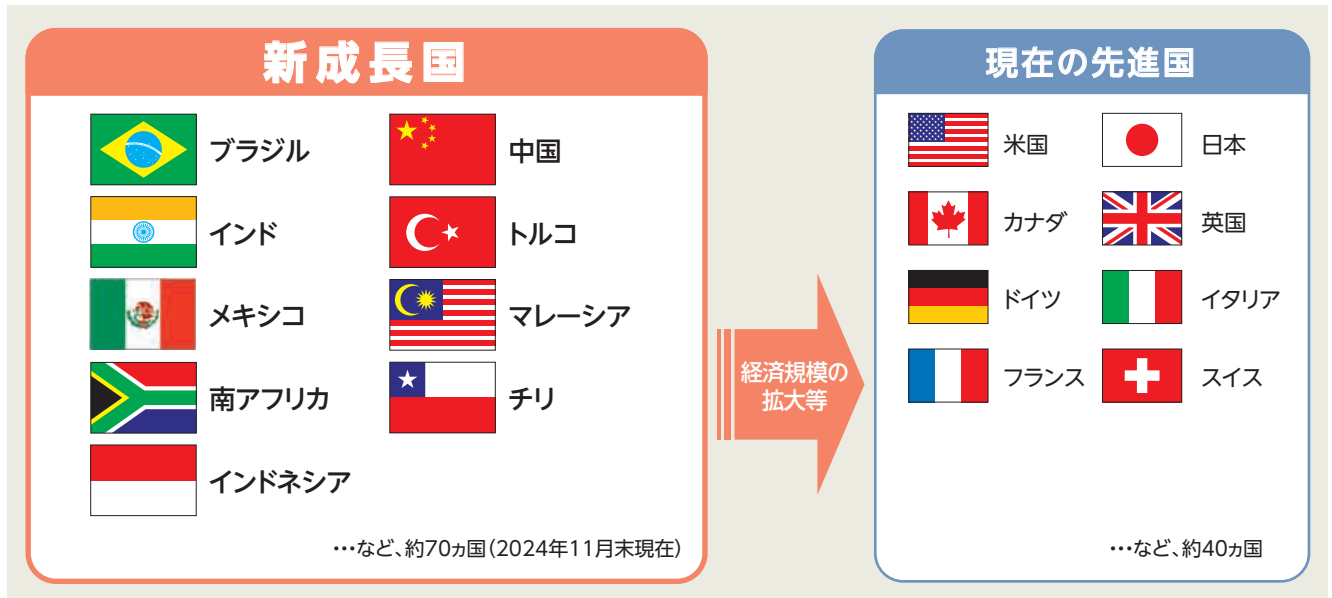 新成長国
ブラジル
中国
インド
トルコ
メキシコ
マレーシア
南アフリカ
チリ
インドネシア
…など、約70ヵ国(2024年11月末現在)
経済規模の
拡大等
現在の先進国
米国
日本
カナダ
英国
ドイツ
イタリア
フランス
スイス
…など、約40ヵ国